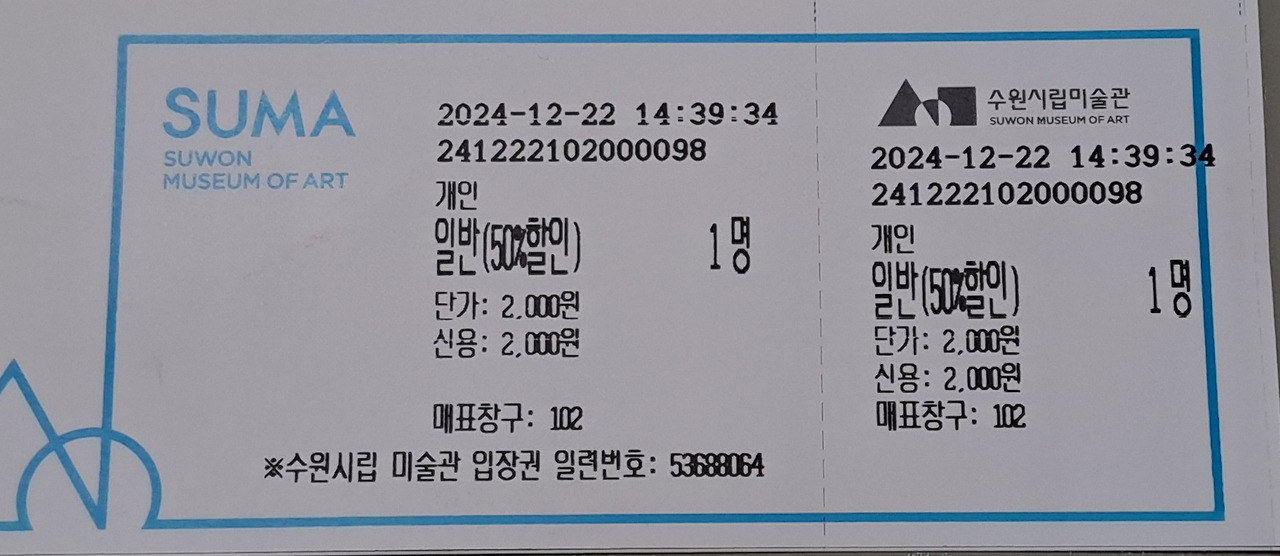 SUMA
SUWON
MUSEUM OF ART
2024-12-22 14:39:34
241222102000098
개인
일반(50%할인) 1명
단가: 2,000원
신용: 2,000원
매표창구: 102
※수원시립 미술관 입장권 일련번호: 53688064
수원시립미술관
SUWON MUSEUM OF ART
2024-12-22 14:39:34
241222102000098
개인
일반(50%할인) 1명
단가: 2,000원
신용: 2,000원
매표창구: 102